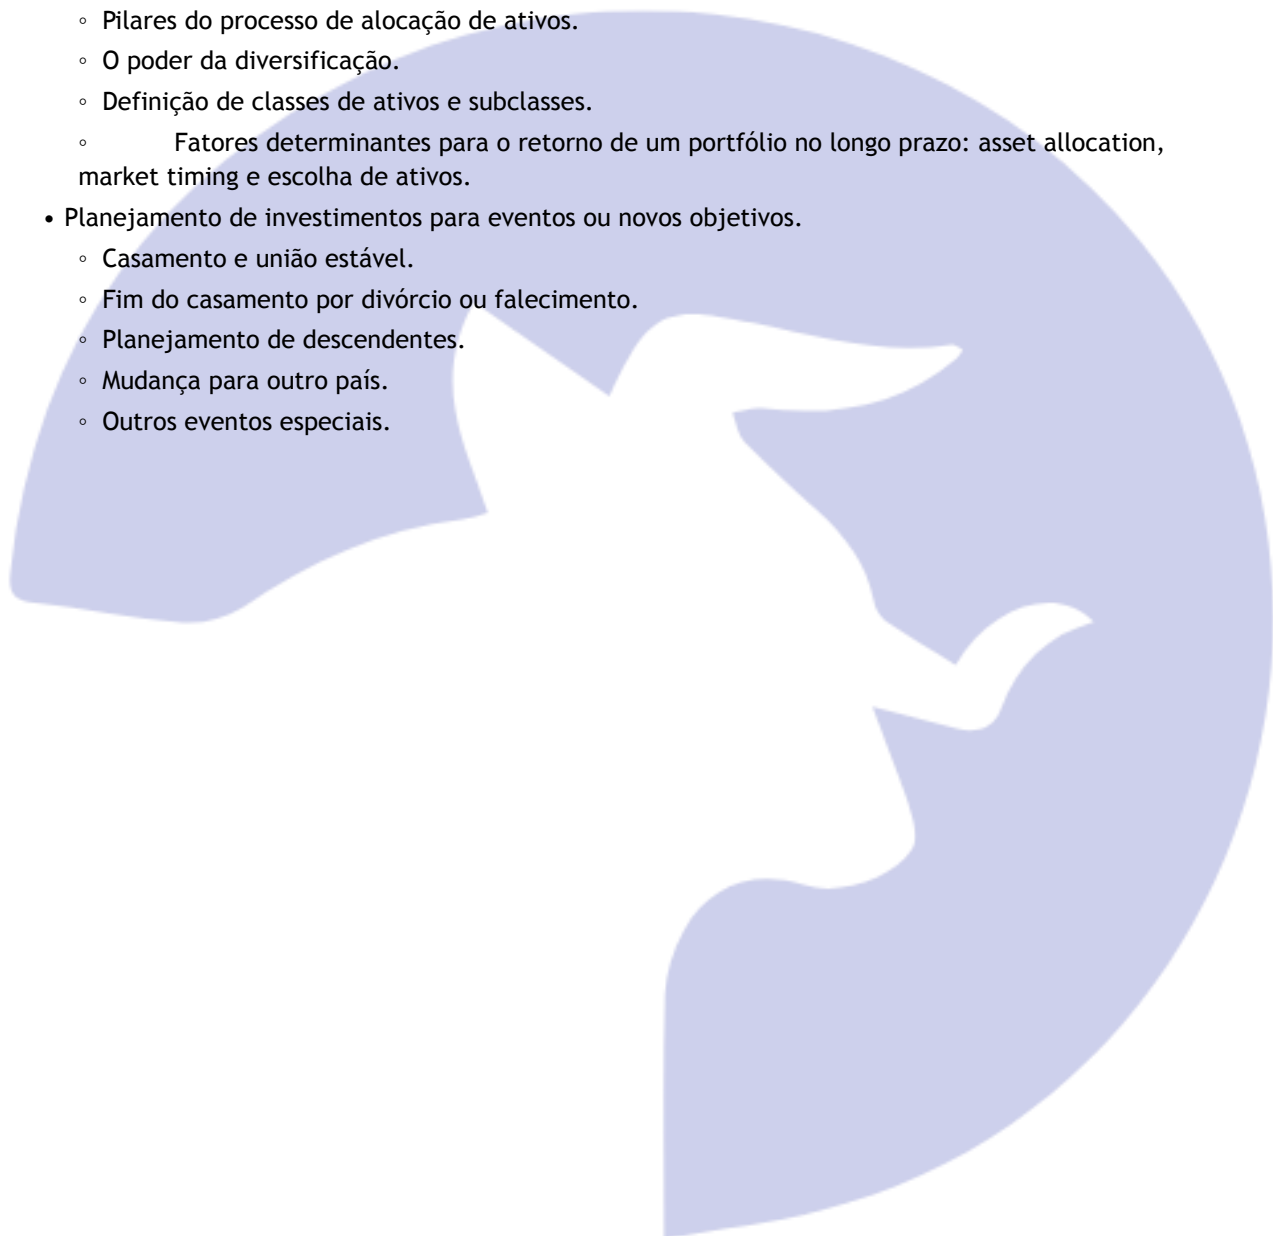 ◦ Pilares do processo de alocação de ativos.
◦ O poder da diversificação.
◦ Definição de classes de ativos e subclasses.
◦ Fatores determinantes para o retorno de um portfólio no longo prazo: asset allocation,
market timing e escolha de ativos.
• Planejamento de investimentos para eventos ou novos objetivos.
◦ Casamento e união estável.
◦ Fim do casamento por divórcio ou falecimento.
◦ Planejamento de descendentes.
◦ Mudança para outro país.
◦ Outros eventos especiais.